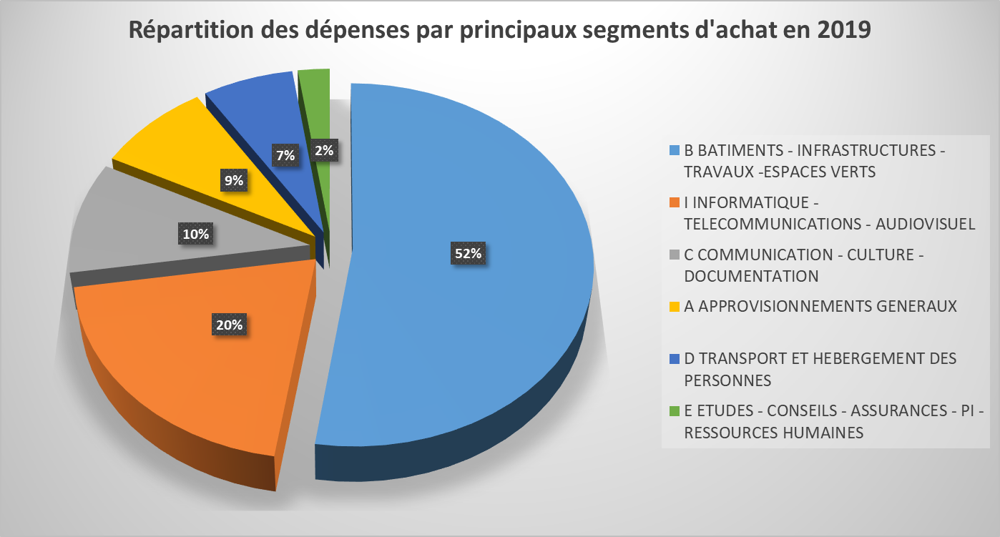 Répartition des dépenses par principaux segments d'achat en 2019
2%
7%
9%
10%
52%
20%
B BATIMENTS - INFRASTRUCTURES -
TRAVAUX -ESPACES VERTS
I INFORMATIQUE -
TELECOMMUNICATIONS - AUDIOVISUEL
C COMMUNICATION - CULTURE -
DOCUMENTATION
A APPROVISIONNEMENTS GENERAUX
D TRANSPORT ET HEBERGEMENT DES
PERSONNES
E ETUDES - CONSEILS - ASSURANCES - PI -
RESSOURCES HUMAINES